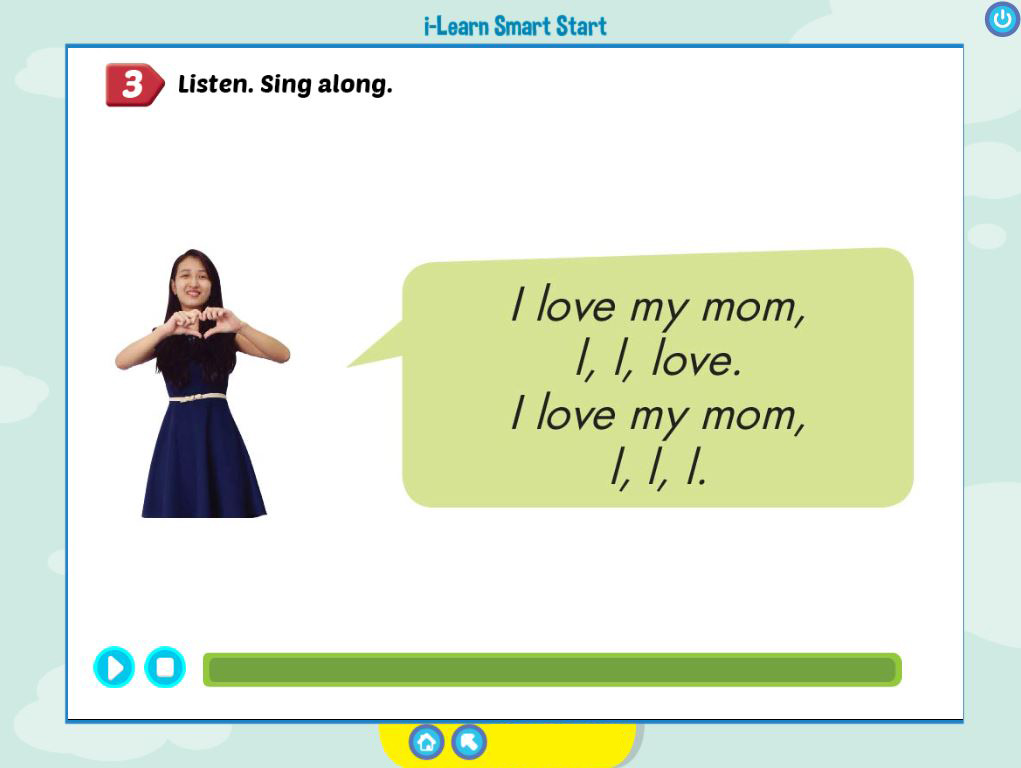 i-Learn Smart Start
3 Listen. Sing along.
I love my mom,
l, l, love.
I love my mom,
l, l, l.